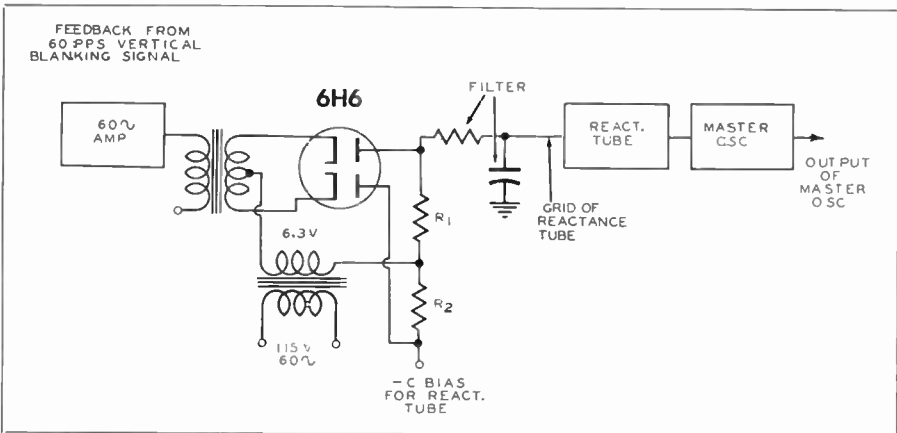 FEEDBACK FROM
60 PPS VERTICAL
BLANKING SIGNAL
60~
AMP
6H6
FILTER
REACT.
TUBE
MASTER
OSC
OUTPUT
OF
MASTER
OSC
GRID OF
REACTANCE
TUBE
R1
6.3V
R2
115V
60~
-C BIAS
FOR REACT.
TUBE